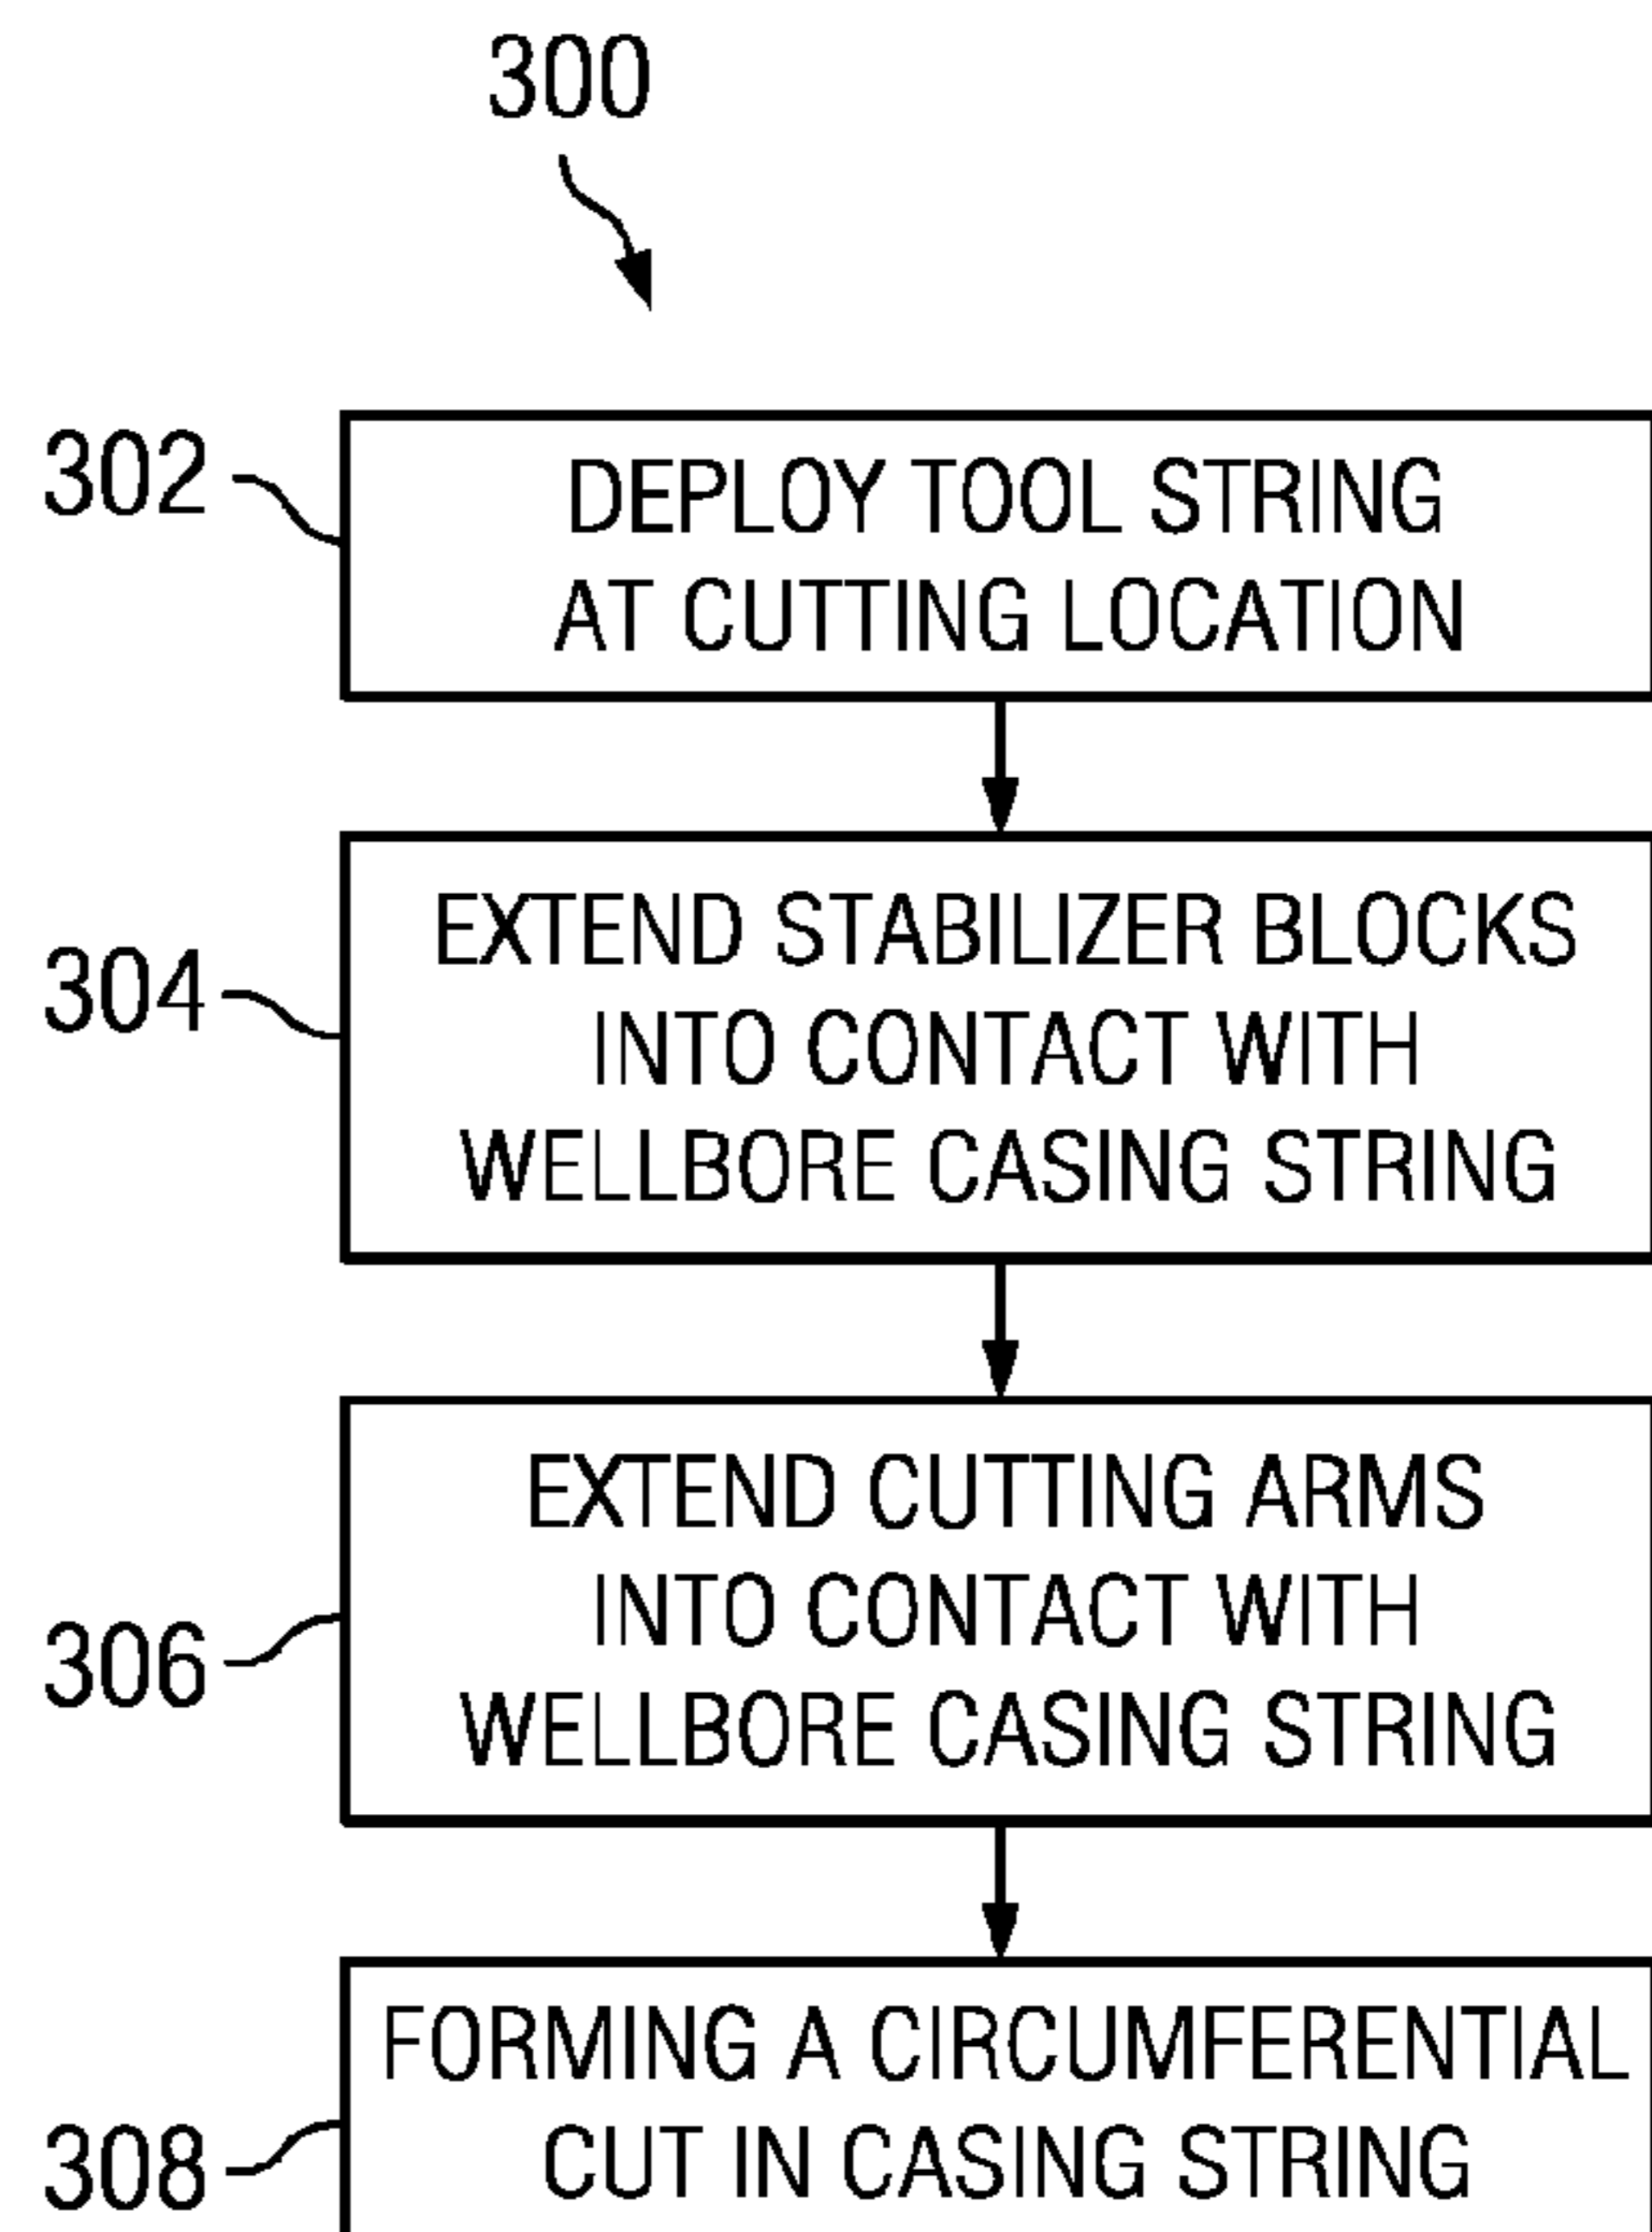 300
302
DEPLOY TOOL STRING
AT CUTTING LOCATION
304
EXTEND STABILIZER BLOCKS
INTO CONTACT WITH
WELLBORE CASING STRING
306
EXTEND CUTTING ARMS
INTO CONTACT WITH
WELLBORE CASING STRING
308
FORMING A CIRCUMFERENTIAL
CUT IN CASING STRING